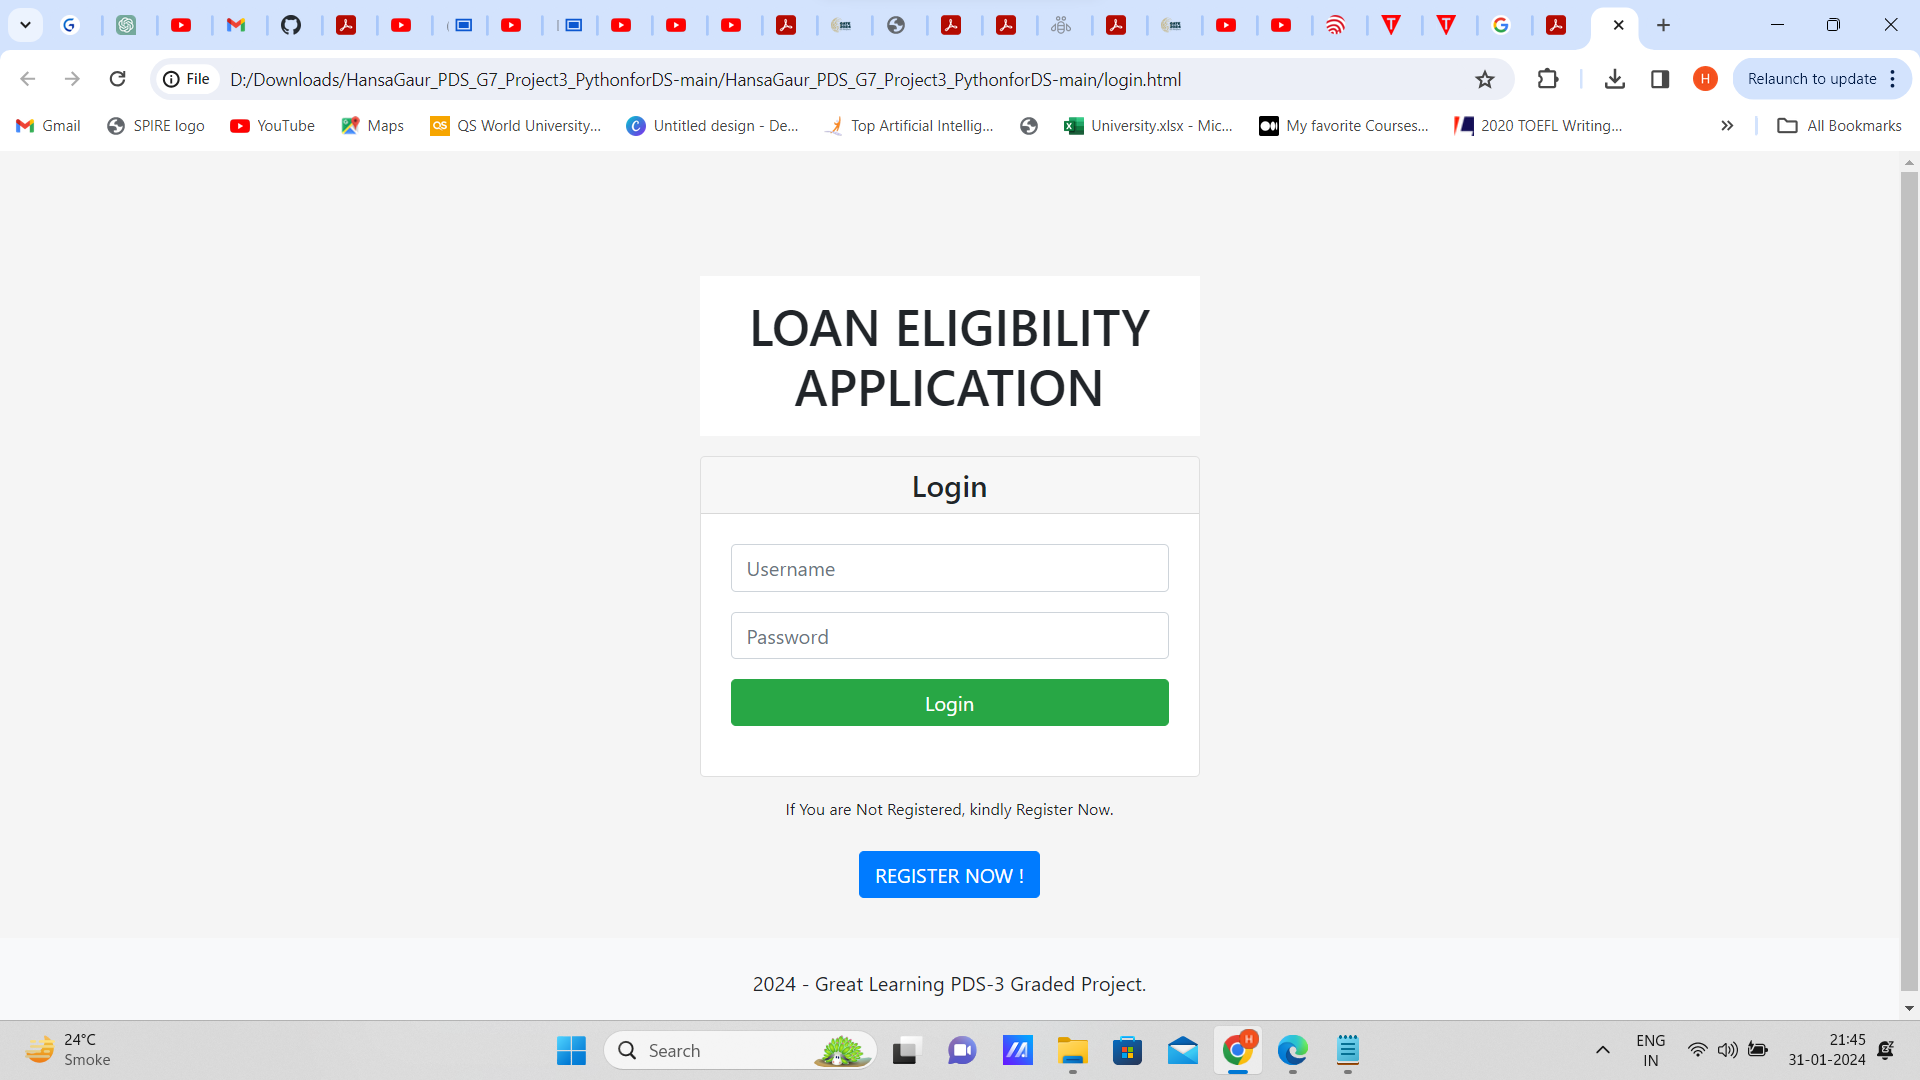 File
D:/Downloads/HansaGaur_PDS_G7_Project3_PythonforDS-main/HansaGaur_PDS_G7_Project3_PythonforDS-main/login.html
H
Relaunch to update
Gmail
SPIRE logo
YouTube
Maps
QS
QS World University...
Untitled design - De...
Top Artificial Intellig...
University.xlsx - Mic...
My favorite Courses...
2020 TOEFL Writing...
All Bookmarks
LOAN ELIGIBILITY
APPLICATION
Login
Username
Password
Login
If You are Not Registered, kindly Register Now.
REGISTER NOW !
2024 - Great Learning PDS-3 Graded Project.
24°C
Smoke
Search
H
ENG
IN
21:45
31-01-2024